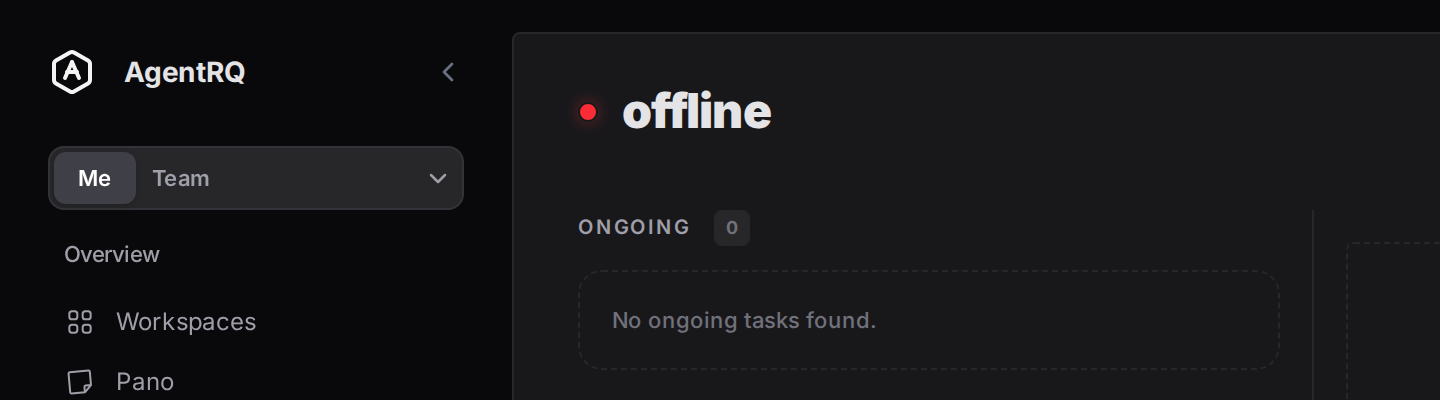 AgentRQ
Me Team
Overview
Workspaces
Pano
offline
ONGOING 0
No ongoing tasks found.